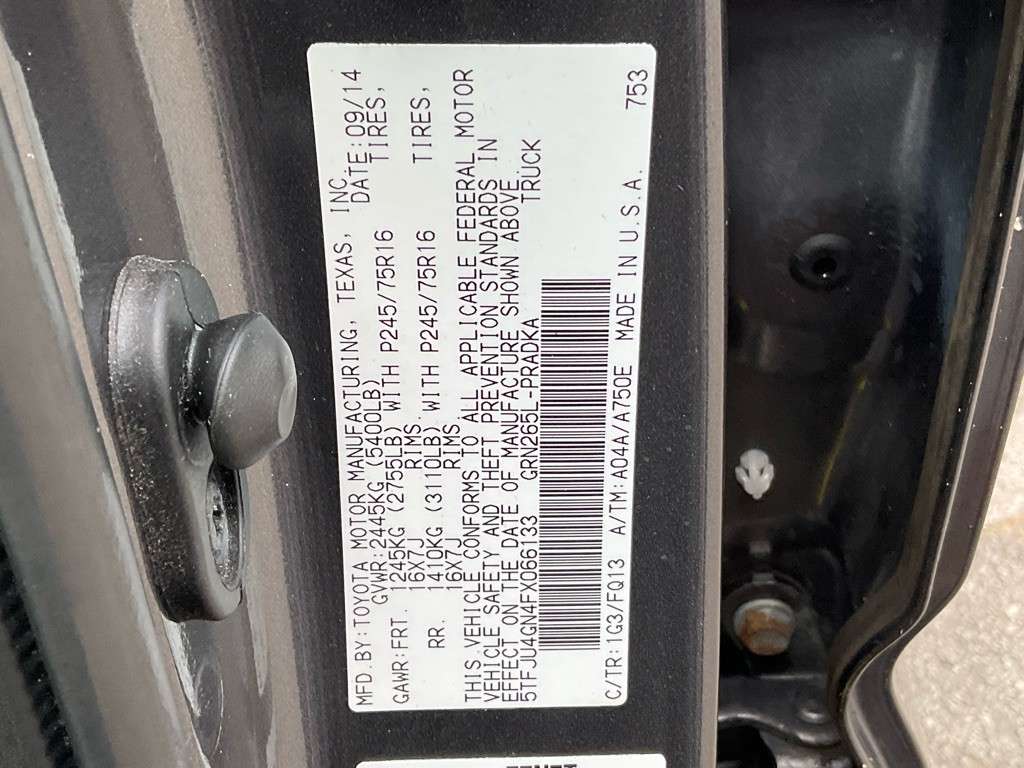 MFD.BY:TOYOTA MOTOR MANUFACTURING, TEXAS, INC.
GVWR:2445KG (5400LB) DATE:09/14
GAWR:FRT. 1245KG (2755LB) WITH P245/75R16 TIRES,
16X7J RIMS,
RR. 1410KG (3110LB) WITH P245/75R16 TIRES,
16X7J RIMS
THIS VEHICLE CONFORMS TO ALL APPLICABLE FEDERAL MOTOR
VEHICLE SAFETY AND THEFT PREVENTION STANDARDS IN
EFFECT ON THE DATE OF MANUFACTURE SHOWN ABOVE.
5TFJU4GN4FX066133 GRN265L-PRADKA TRUCK
C/TR:1G3/FQ13 A/TM:A04A/A750E MADE IN U.S.A. 753